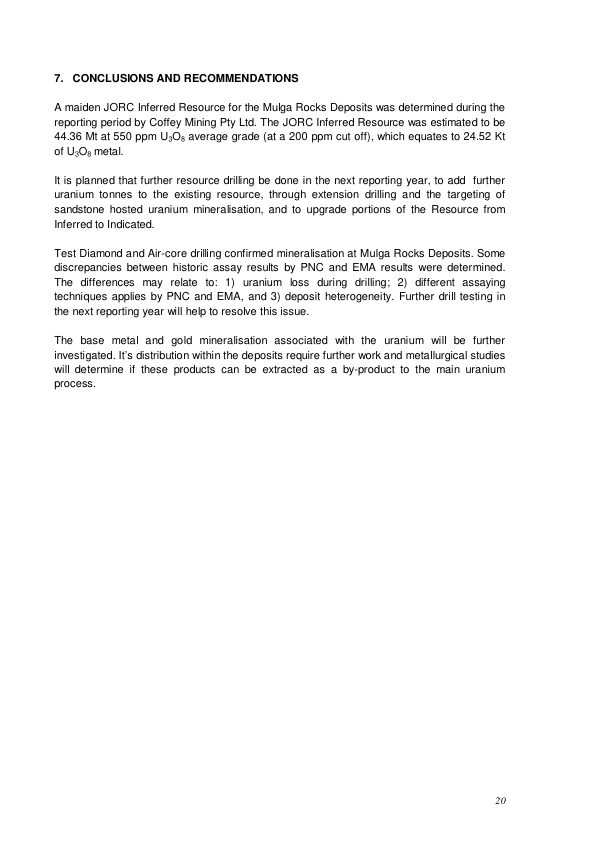 7. CONCLUSIONS AND RECOMMENDATIONS
A maiden JORC Inferred Resource for the Mulga Rocks Deposits was determined during the
reporting period by Coffey Mining Pty Ltd. The JORC Inferred Resource was estimated to be
44.36 Mt at 550 ppm U₃O₈ average grade (at a 200 ppm cut off), which equates to 24.52 Kt
of U₃O₈ metal.
It is planned that further resource drilling be done in the next reporting year, to add further
uranium tonnes to the existing resource, through extension drilling and the targeting of
sandstone hosted uranium mineralisation, and to upgrade portions of the Resource from
Inferred to Indicated.
Test Diamond and Air-core drilling confirmed mineralisation at Mulga Rocks Deposits. Some
discrepancies between historic assay results by PNC and EMA results were determined.
The differences may relate to: 1) uranium loss during drilling; 2) different assaying
techniques applies by PNC and EMA, and 3) deposit heterogeneity. Further drill testing in
the next reporting year will help to resolve this issue.
The base metal and gold mineralisation associated with the uranium will be further
investigated. It's distribution within the deposits require further work and metallurgical studies
will determine if these products can be extracted as a by-product to the main uranium
process.
20